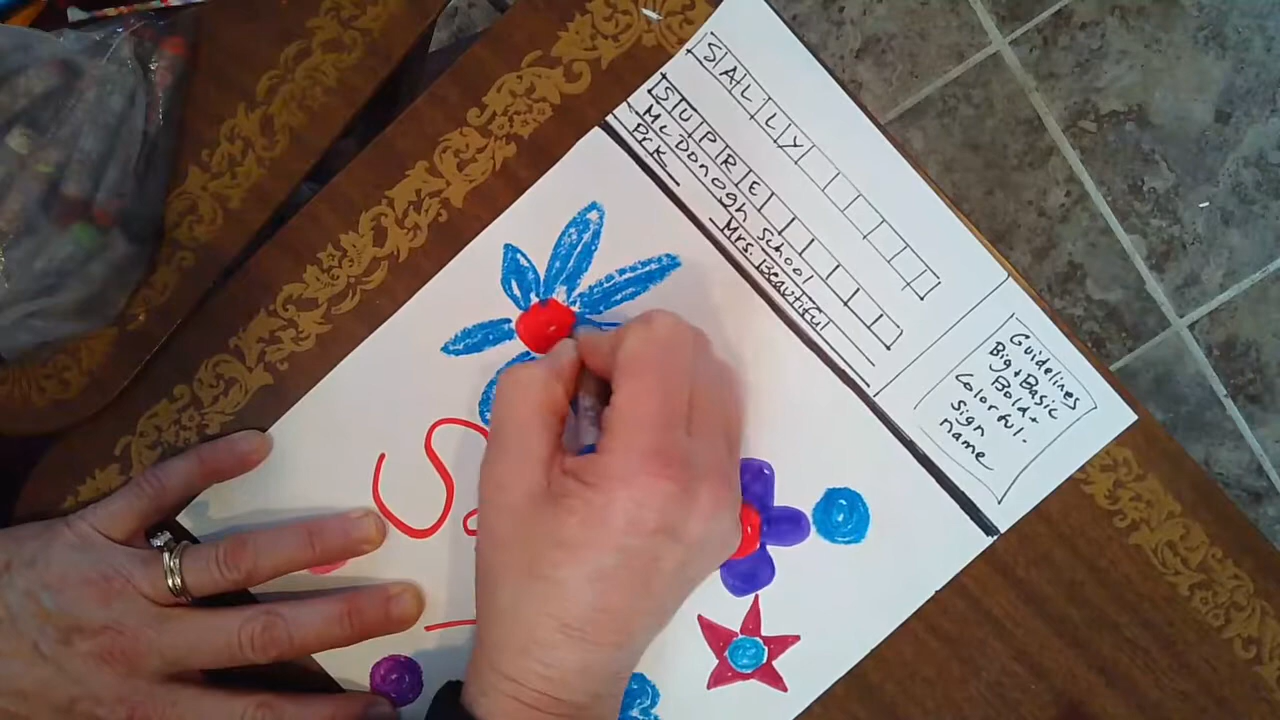 SALLY
SUPRE
McDonogh School
PrK
Mrs. Beautiful
Guidelines
Big + Basic
Bold +
Colorful.
Sign
name